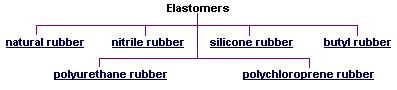 Elastomers
natural rubber nitrile rubber silicone rubber butyl rubber
polyurethane rubber polychloroprene rubber